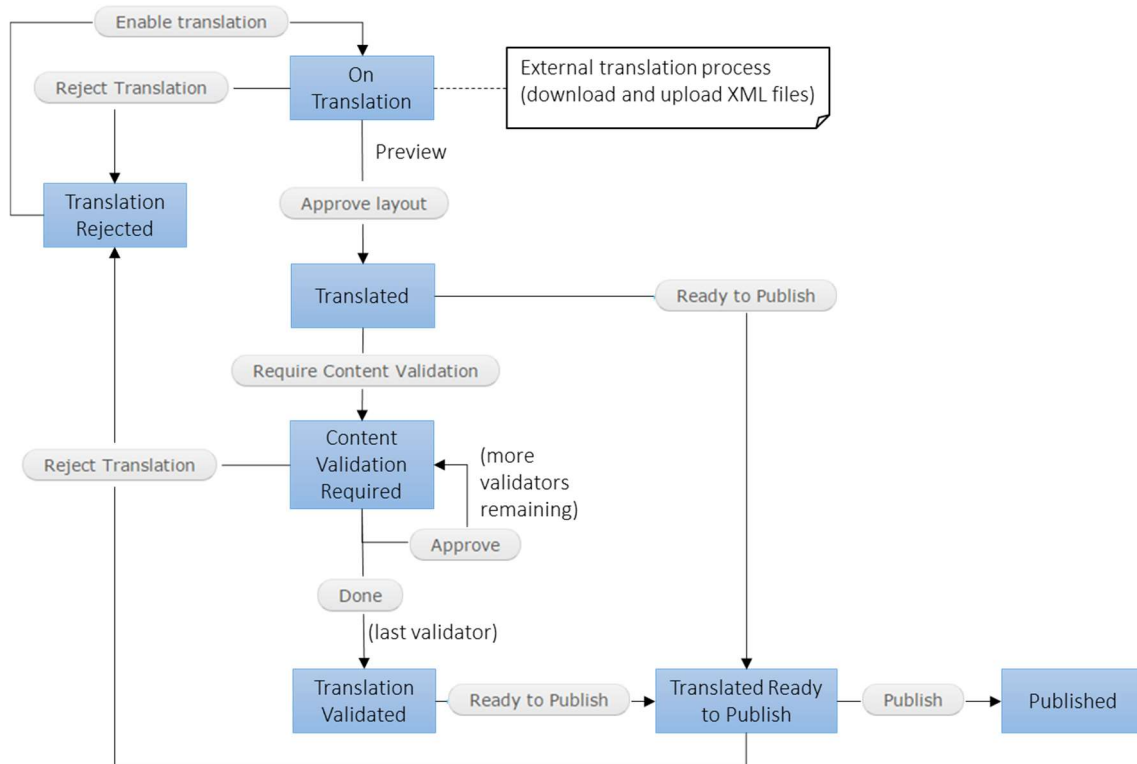 Enable translation
On
Translation
External translation process
(download and upload XML files)
Reject Translation
Preview
Translation
Rejected
Approve layout
Translated
Ready to Publish
Require Content Validation
Content
Validation
Required
Reject Translation
(more
validators
remaining)
Approve
Done
(last validator)
Translation
Validated
Ready to Publish
Translated Ready
to Publish
Publish
Published